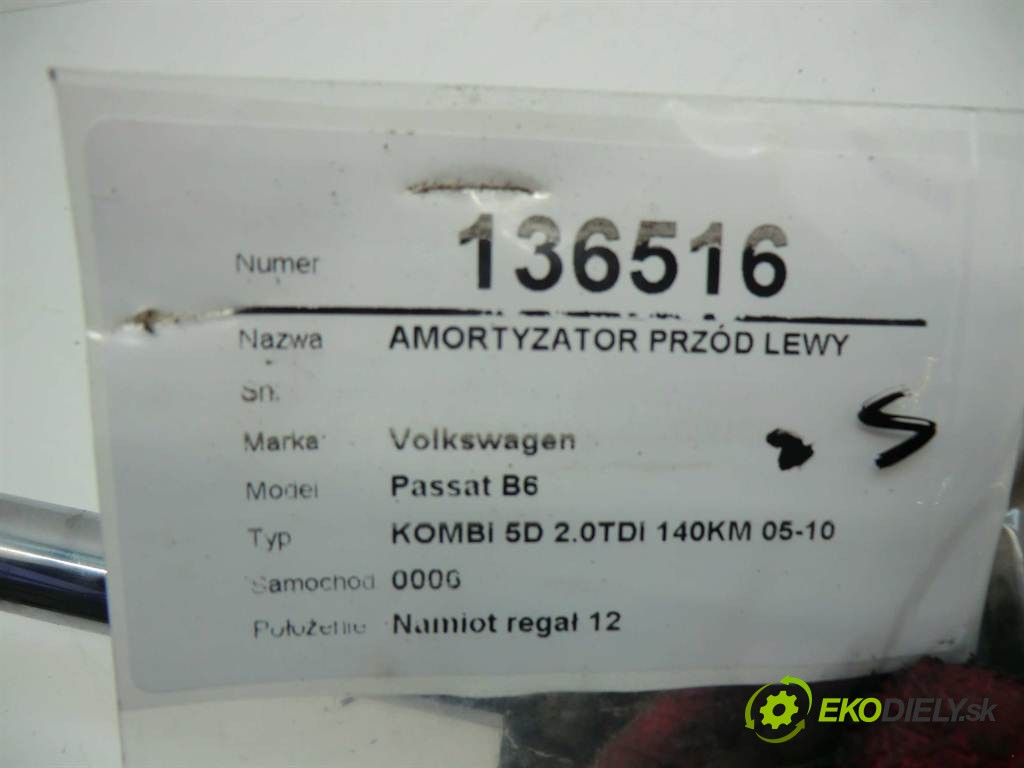 Numer 136516
Nazwa AMORTYZATOR PRZÓD LEWY
Sn:
Marka: Volkswagen
Model Passat B6
Typ KOMBI 5D 2.0TDI 140KM 05-10
Samochód 0006
Położenie Namiot regał 12
EKODIELY.sk